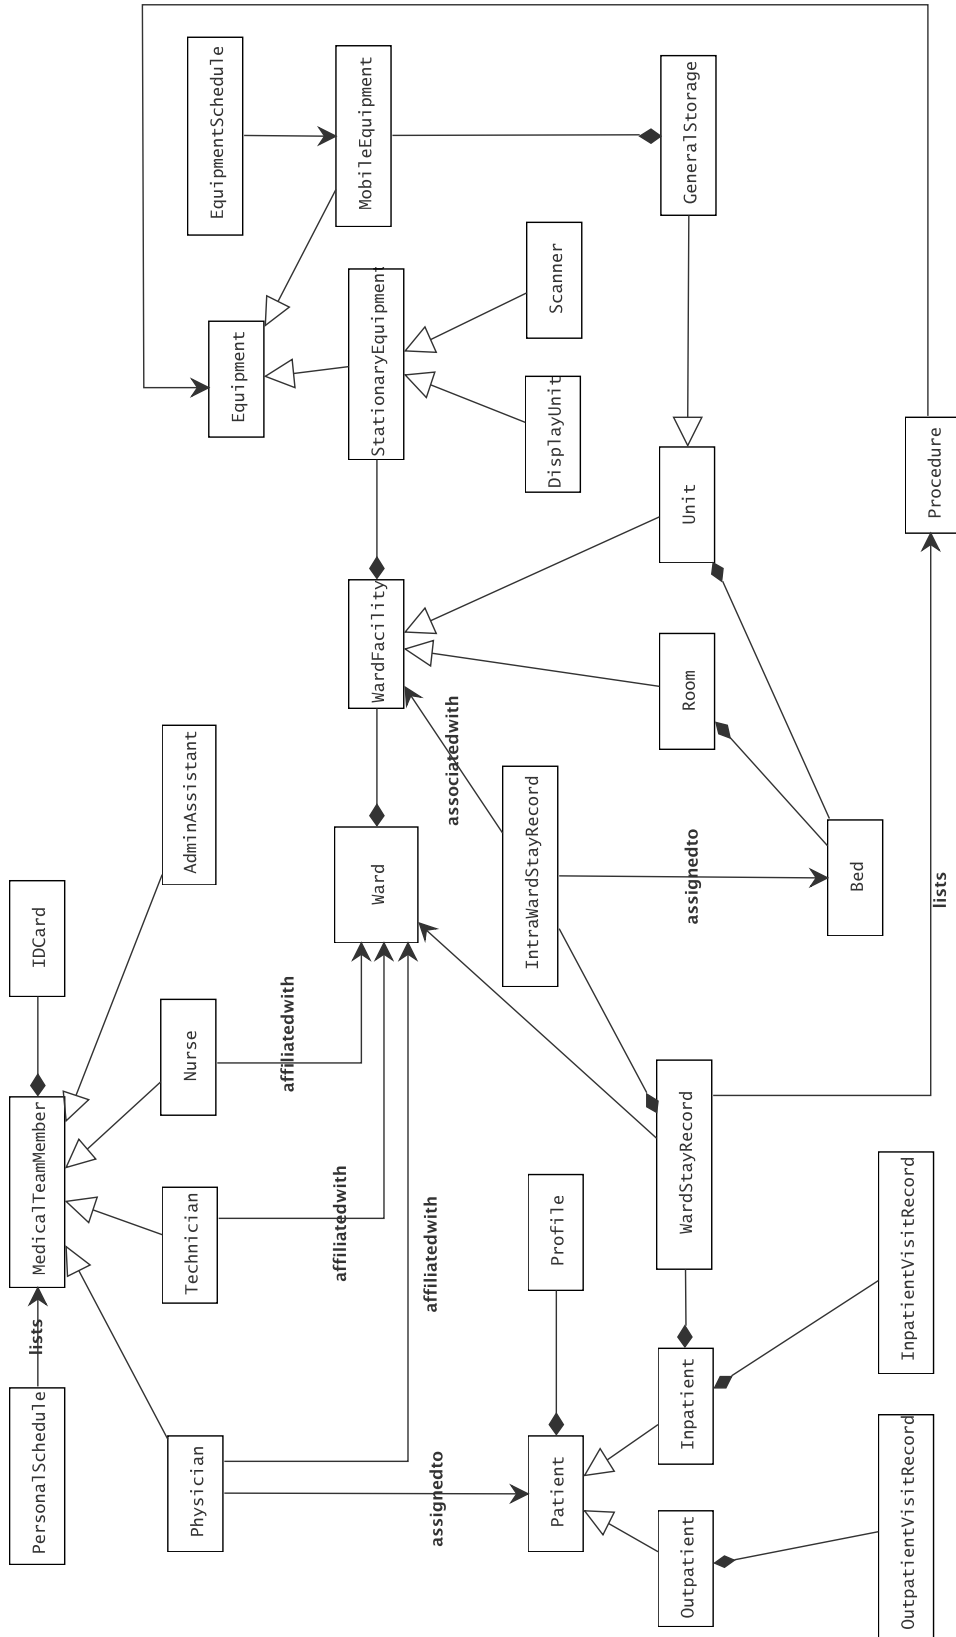 PersonalSchedule
lists
MedicalTeamMember
IDCard
Physician
Technician
Nurse
AdminAssistant
EquipmentSchedule
Equipment
affiliatedwith
affiliatedwith
affiliatedwith
assignedto
Ward
WardFacility
StationaryEquipment
MobileEquipment
associatedwith
Patient
Profile
IntraWardStayRecord
DisplayUnit
Scanner
Outpatient
Inpatient
WardStayRecord
assignedto
Room
Unit
GeneralStorage
Bed
OutpatientVisitRecord
InpatientVisitRecord
lists
Procedure